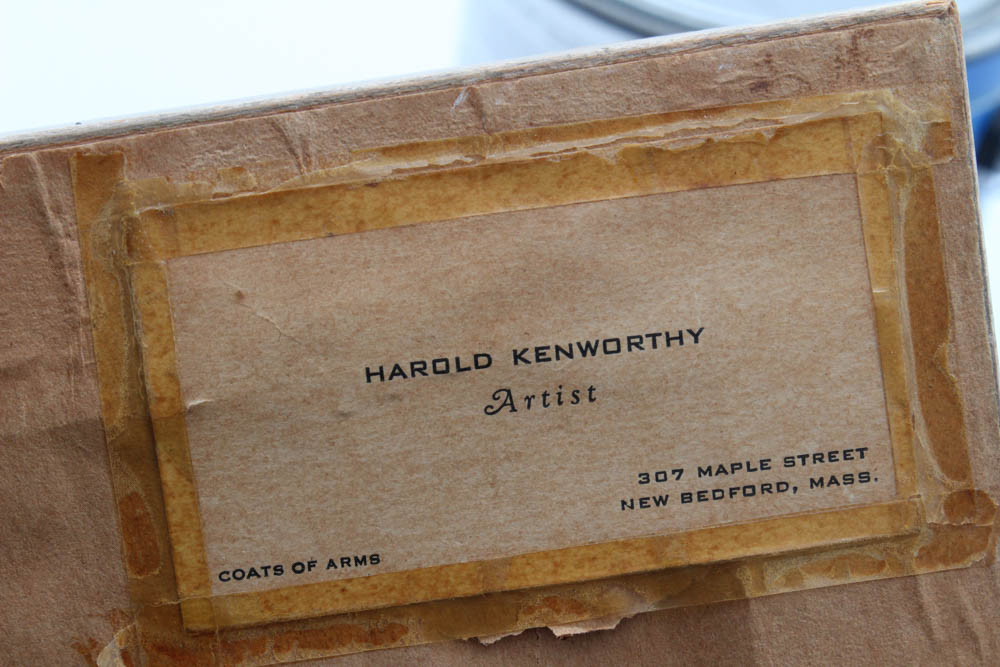 HAROLD KENWORTHY
Artist
307 MAPLE STREET
NEW BEDFORD, MASS.
COATS OF ARMS